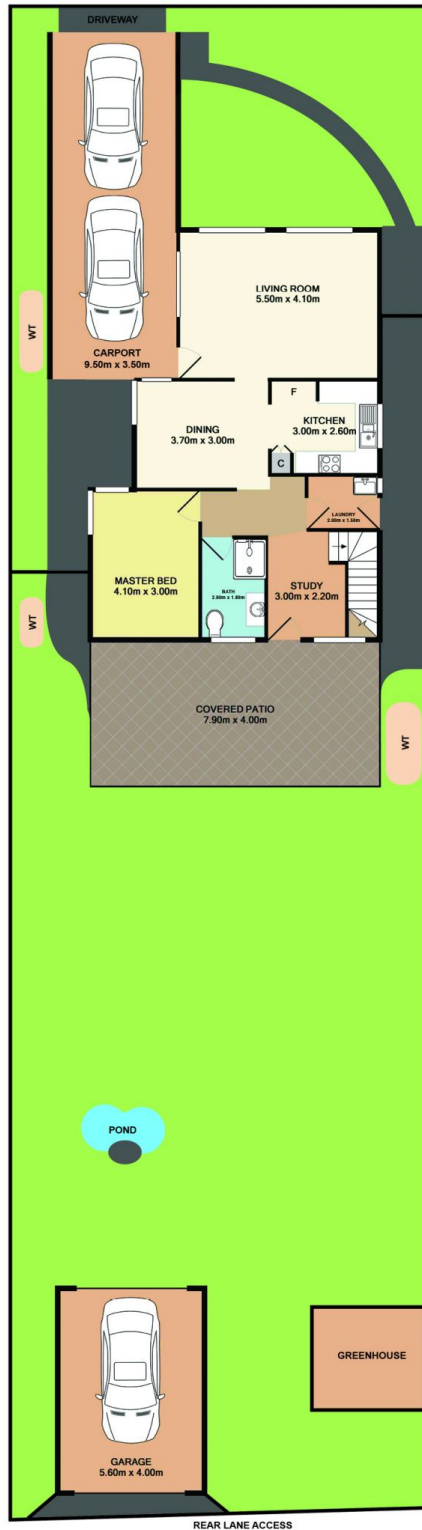 DRIVEWAY
LIVING ROOM
5.50m x 4.10m
WT
CARPORT
9.50m x 3.50m
F
KITCHEN
3.00m x 2.60m
DINING
3.70m x 3.00m
C
LAUNDRY
MASTER BED
4.10m x 3.00m
BATH
STUDY
3.00m x 2.20m
WT
COVERED PATIO
7.90m x 4.00m
WT
POND
GREENHOUSE
GARAGE
5.60m x 4.00m
REAR LANE ACCESS